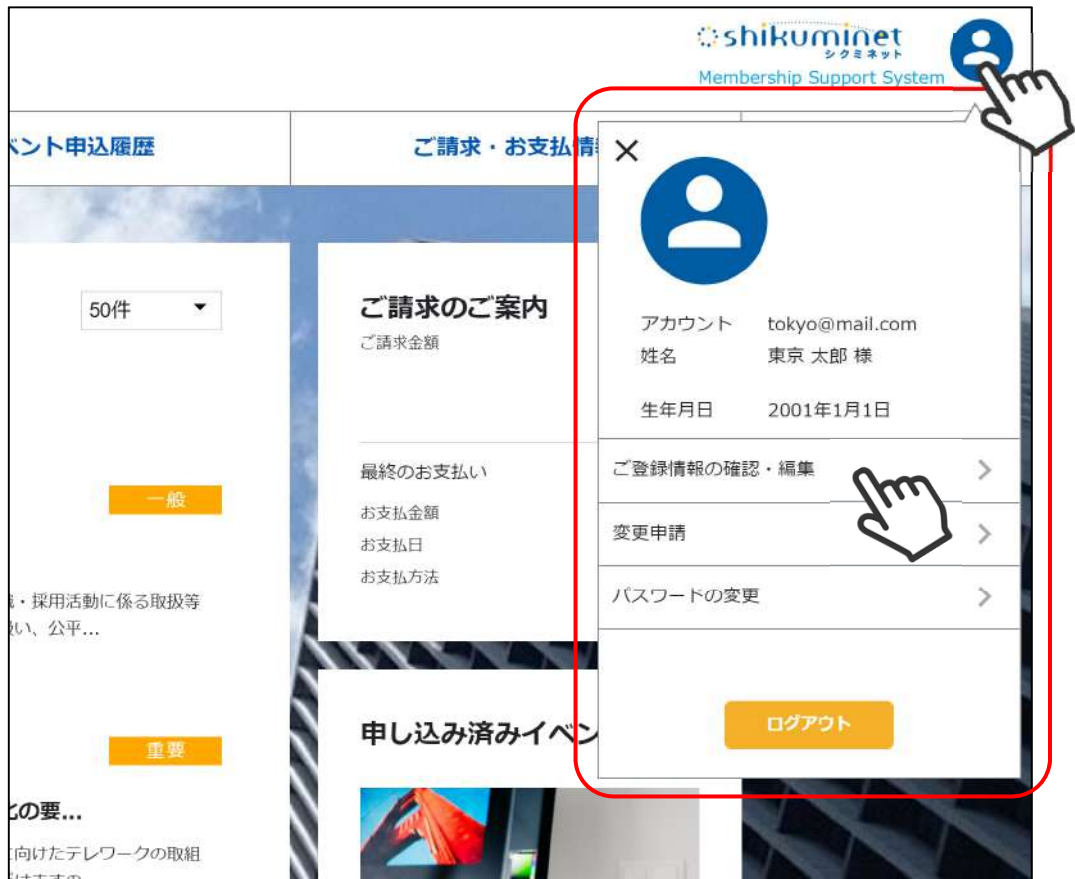 shikuminet
シクミネット
Membership Support System
ベント申込履歴
ご請求・お支払情
50件
一般
・採用活動に係る取扱等
い、公平...
重要
の要...
向けたテレワークの取組
ご請求のご案内
ご請求金額
最終のお支払い
お支払金額
お支払日
お支払方法
申し込み済みイベン
アカウント tokyo@mail.com
姓名 東京 太郎 様
生年月日 2001年1月1日
ご登録情報の確認・編集
変更申請
パスワードの変更
ログアウト